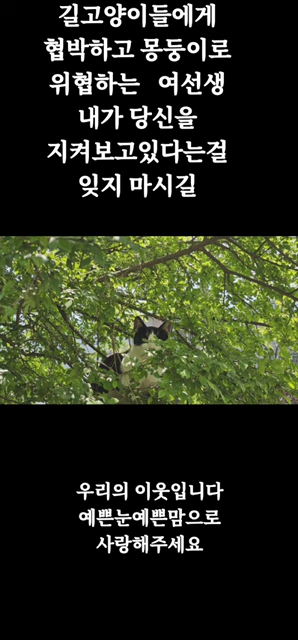 길고양이들에게
협박하고 몽둥이로
위협하는 여선생
내가 당신을
지켜보고있다는걸
잊지 마시길
우리의 이웃입니다
예쁜눈예쁜맘으로
사랑해주세요